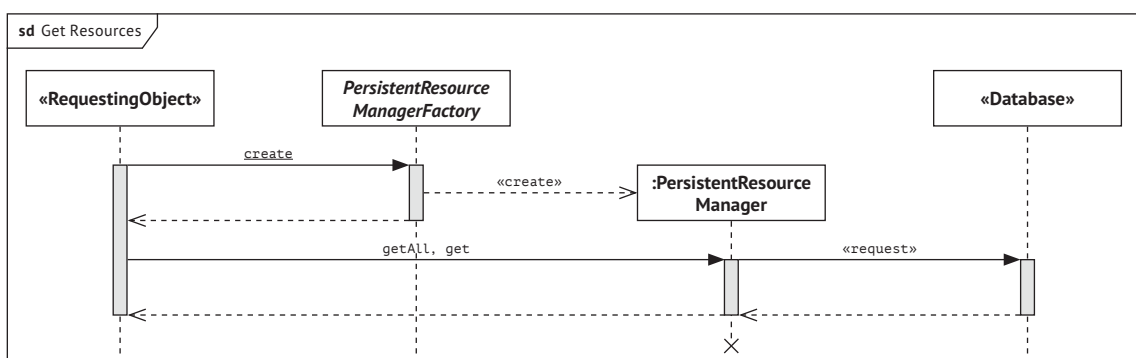 sd Get Resources
«RequestingObject»
PersistentResource
ManagerFactory
«Database»
create
«create»
:PersistentResource
Manager
getAll, get
«request»